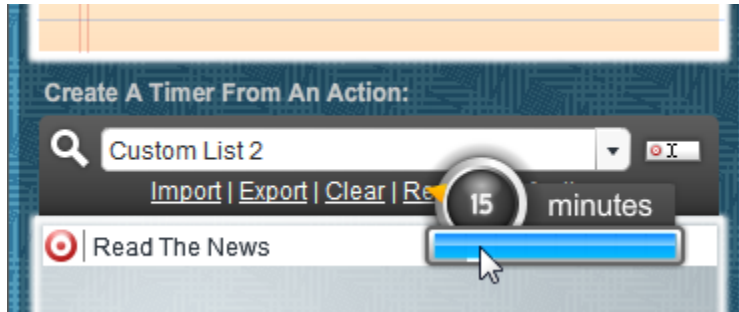 Create A Timer From An Action:
Custom List 2
Import | Export | Clear | Re
15 minutes
Read The News